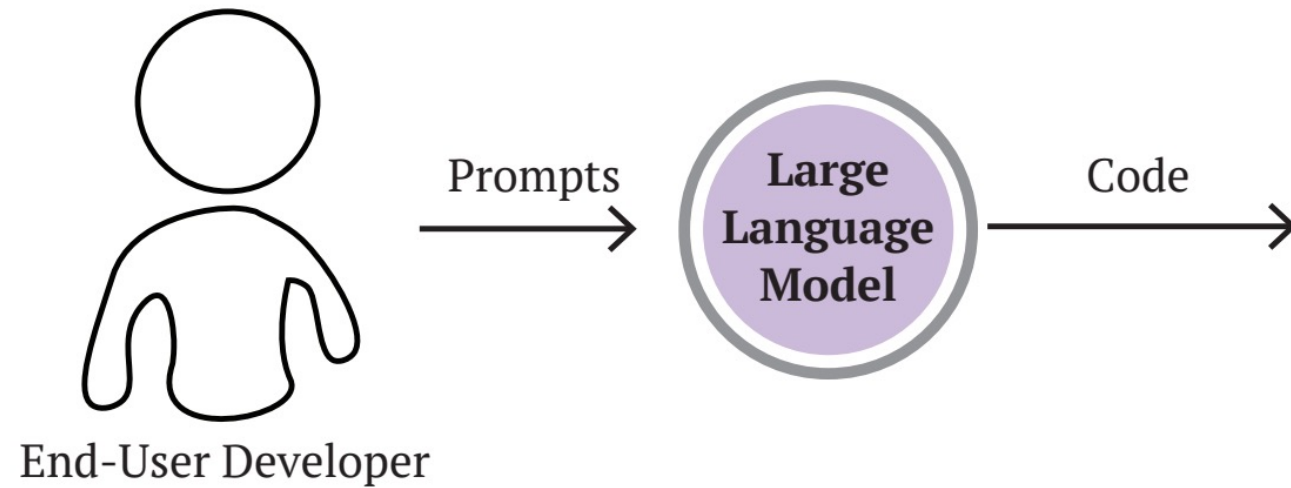 Prompts
Large
Language
Model
Code
End-User Developer